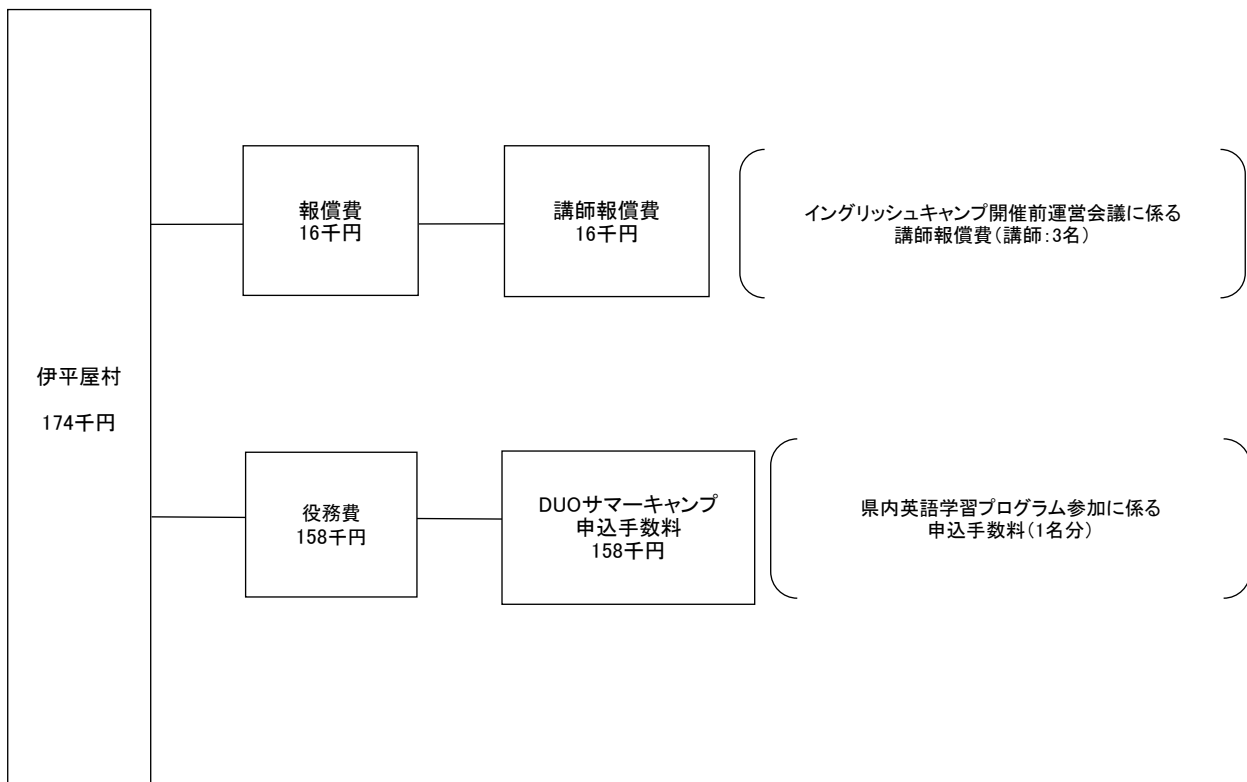 伊平屋村
174千円
報償費
16千円
講師報償費
16千円
イングリッシュキャンプ開催前運営会議に係る
講師報償費(講師:3名)
役務費
158千円
DUOサマーキャンプ
申込手数料
158千円
県内英語学習プログラム参加に係る
申込手数料(1名分)